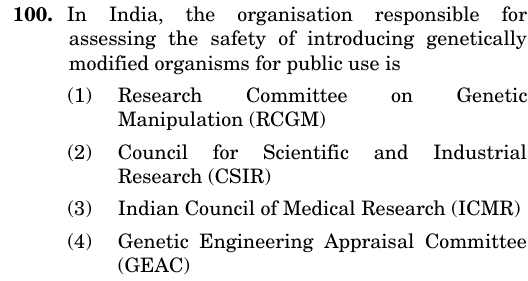 100. In India, the organisation responsible for
assessing the safety of introducing genetically
modified organisms for public use is
(1) Research Committee on Genetic
Manipulation (RCGM)
(2) Council for Scientific and Industrial
Research (CSIR)
(3) Indian Council of Medical Research (ICMR)
(4) Genetic Engineering Appraisal Committee
(GEAC)